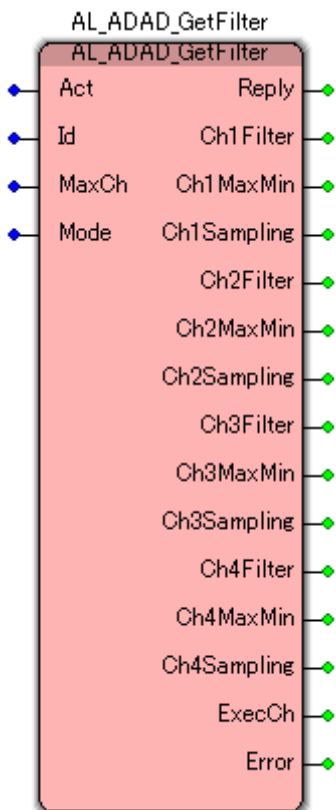 AL_ADAD_GetFilter
AL_ADAD_GetFilter
Act Reply
Id Ch1Filter
MaxCh Ch1MaxMin
Mode Ch1Sampling
Ch2Filter
Ch2MaxMin
Ch2Sampling
Ch3Filter
Ch3MaxMin
Ch3Sampling
Ch4Filter
Ch4MaxMin
Ch4Sampling
ExecCh
Error